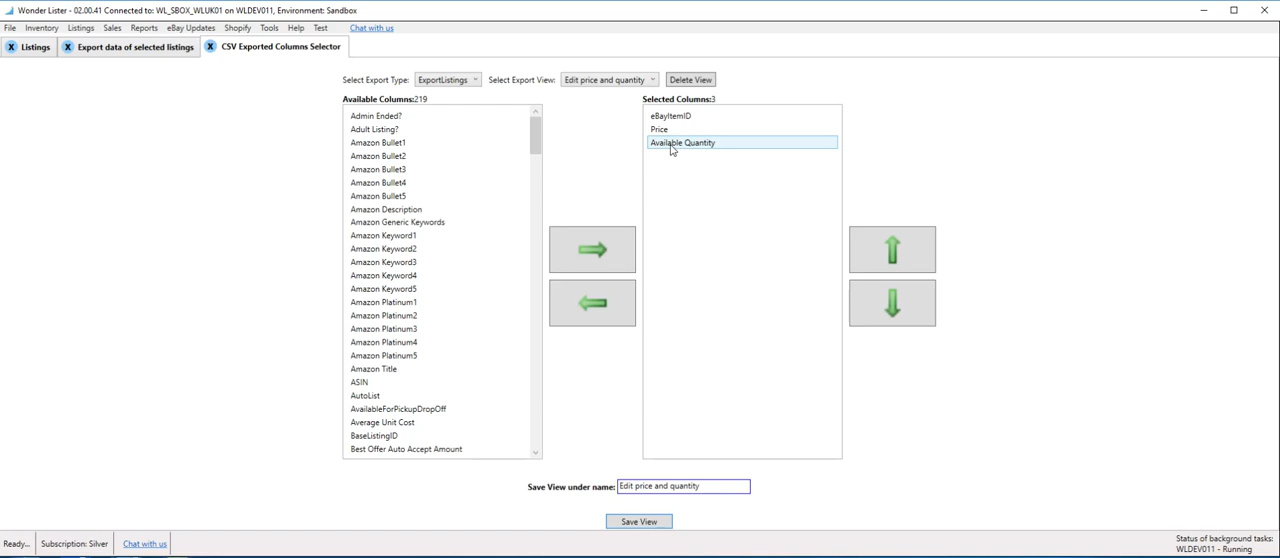 Wonder Lister - 02.00.41 Connected to: WL_SBOX_WLUK01 on WLDEV011, Environment: Sandbox
File Inventory Listings Sales Reports eBay Updates Shopify Tools Help Test Chat with us
X Listings X Export data of selected listings X CSV Exported Columns Selector
Select Export Type: ExportListings Select Export View: Edit price and quantity Delete View
Available Columns:219 Selected Columns:3
Admin Ended?
Adult Listing?
Amazon Bullet1
Amazon Bullet2
Amazon Bullet3
Amazon Bullet4
Amazon Bullet5
Amazon Description
Amazon Generic Keywords
Amazon Keyword1
Amazon Keyword2
Amazon Keyword3
Amazon Keyword4
Amazon Keyword5
Amazon Platinum1
Amazon Platinum2
Amazon Platinum3
Amazon Platinum4
Amazon Platinum5
Amazon Title
ASIN
AutoList
AvailableForPickupDropOff
Average Unit Cost
BaseListingID
Best Offer Auto Accept Amount
eBayItemID
Price
Available Quantity
Save View under name: Edit price and quantity
Save View
Ready... Subscription: Silver Chat with us
Status of background tasks:
WLDEV011 - Running